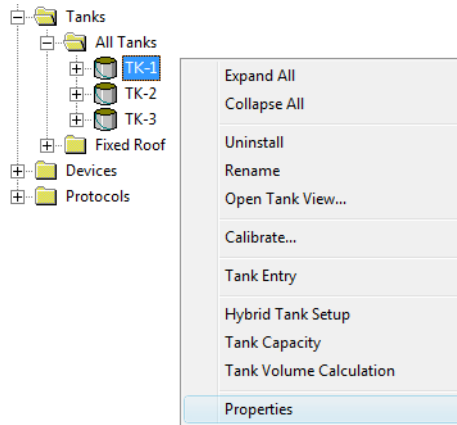 Tanks
All Tanks
TK-1
TK-2
TK-3
Fixed Roof
Devices
Protocols
Expand All
Collapse All
Uninstall
Rename
Open Tank View...
Calibrate...
Tank Entry
Hybrid Tank Setup
Tank Capacity
Tank Volume Calculation
Properties